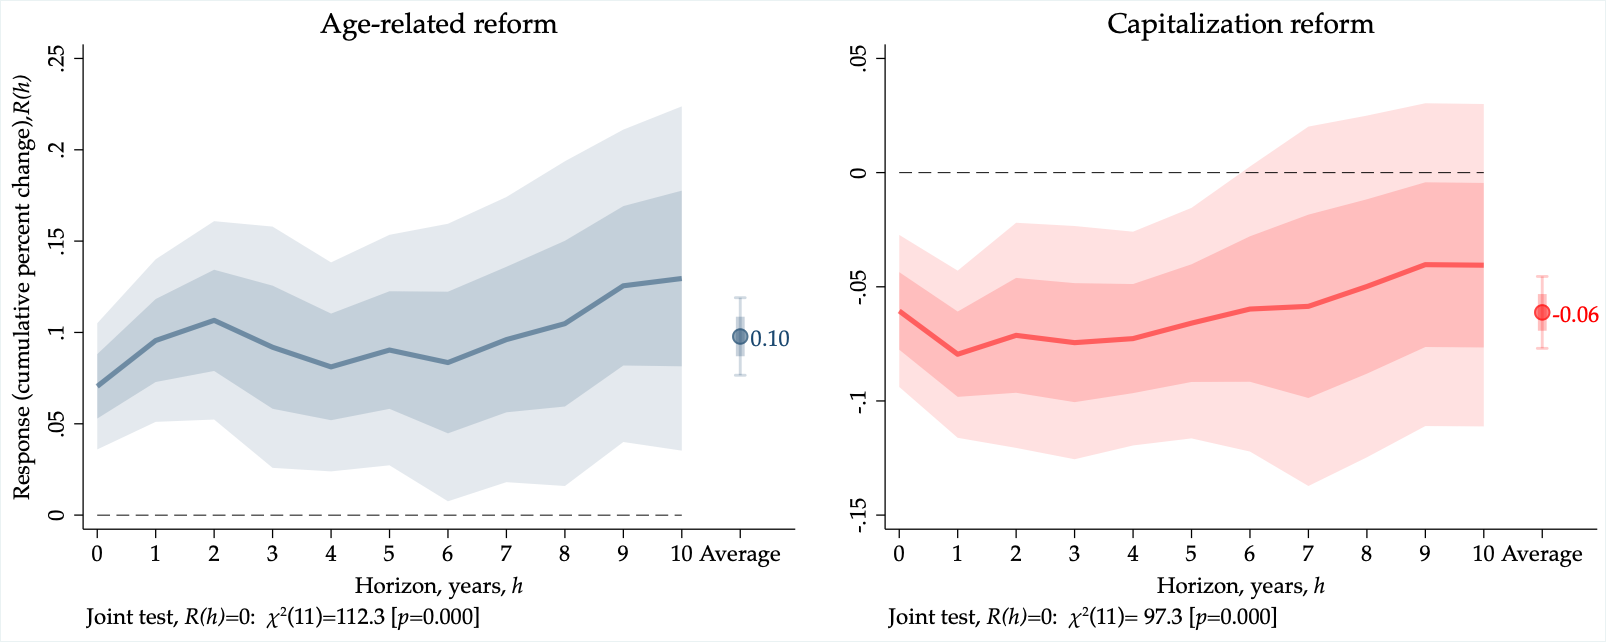 Age-related reform
Response (cumulative percent change),R(h)
.25
.2
.15
.1
.05
0
0.10
0 1 2 3 4 5 6 7 8 9 10 Average
Horizon, years, h
Joint test, R(h)=0: χ²(11)=112.3 [p=0.000]
Capitalization reform
.05
0
-.05
-.1
-.15
-0.06
0 1 2 3 4 5 6 7 8 9 10 Average
Horizon, years, h
Joint test, R(h)=0: χ²(11)= 97.3 [p=0.000]